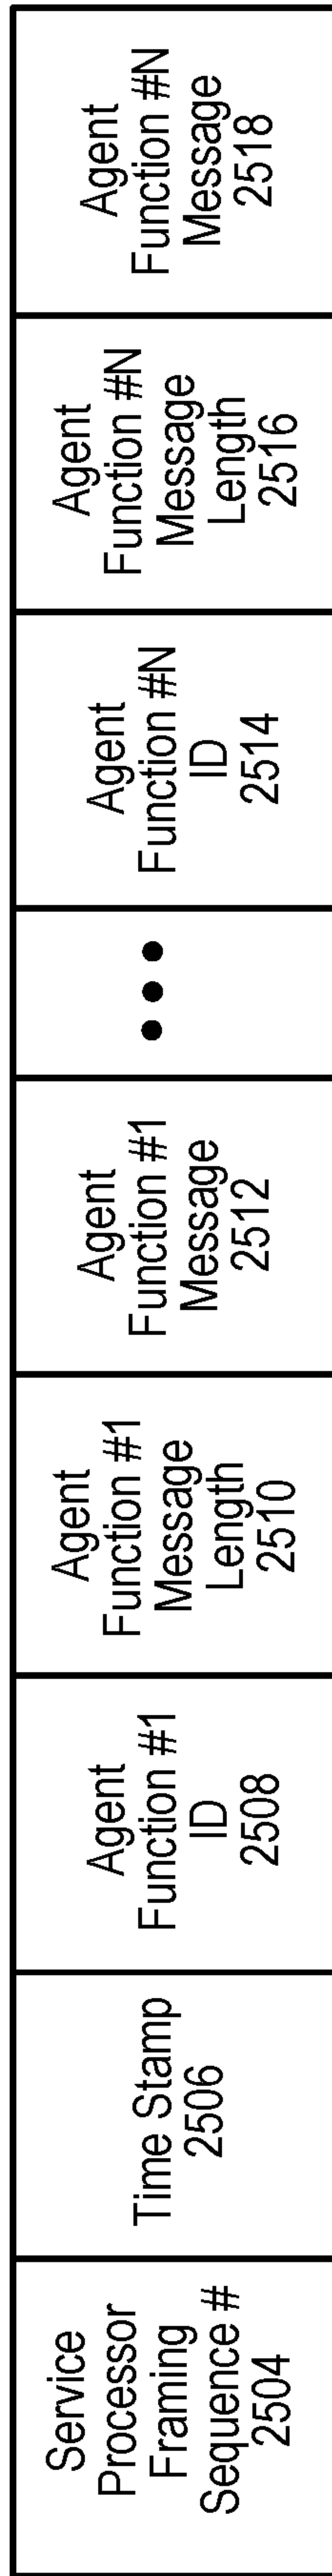 Service
Processor
Framing
Sequence #
2504
Time Stamp
2506
Agent
Function #1
ID
2508
Agent
Function #1
Message
Length
2510
Agent
Function #1
Message
2512
•••
Agent
Function #N
ID
2514
Agent
Function #N
Message
Length
2516
Agent
Function #N
Message
2518